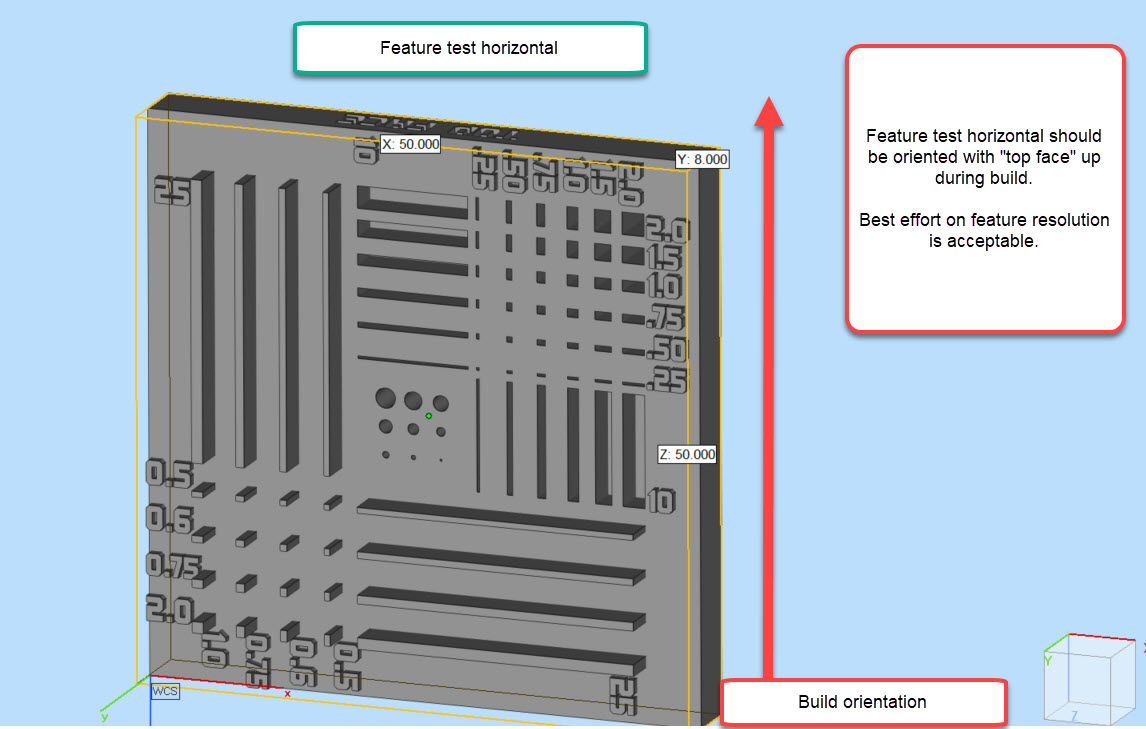 Feature test horizontal
Feature test horizontal should
be oriented with "top face" up
during build.
Best effort on feature resolution
is acceptable.
X: 50.000
Y: 8.000
10
.25
.50
.75
1.0
1.5
2.0
25
2.0
1.5
1.0
.75
.50
.25
Z: 50.000
10
0.5
0.6
0.75
2.0
1.0
0.75
0.6
0.5
25
WCS
x
y
Build orientation
Y
Z
X